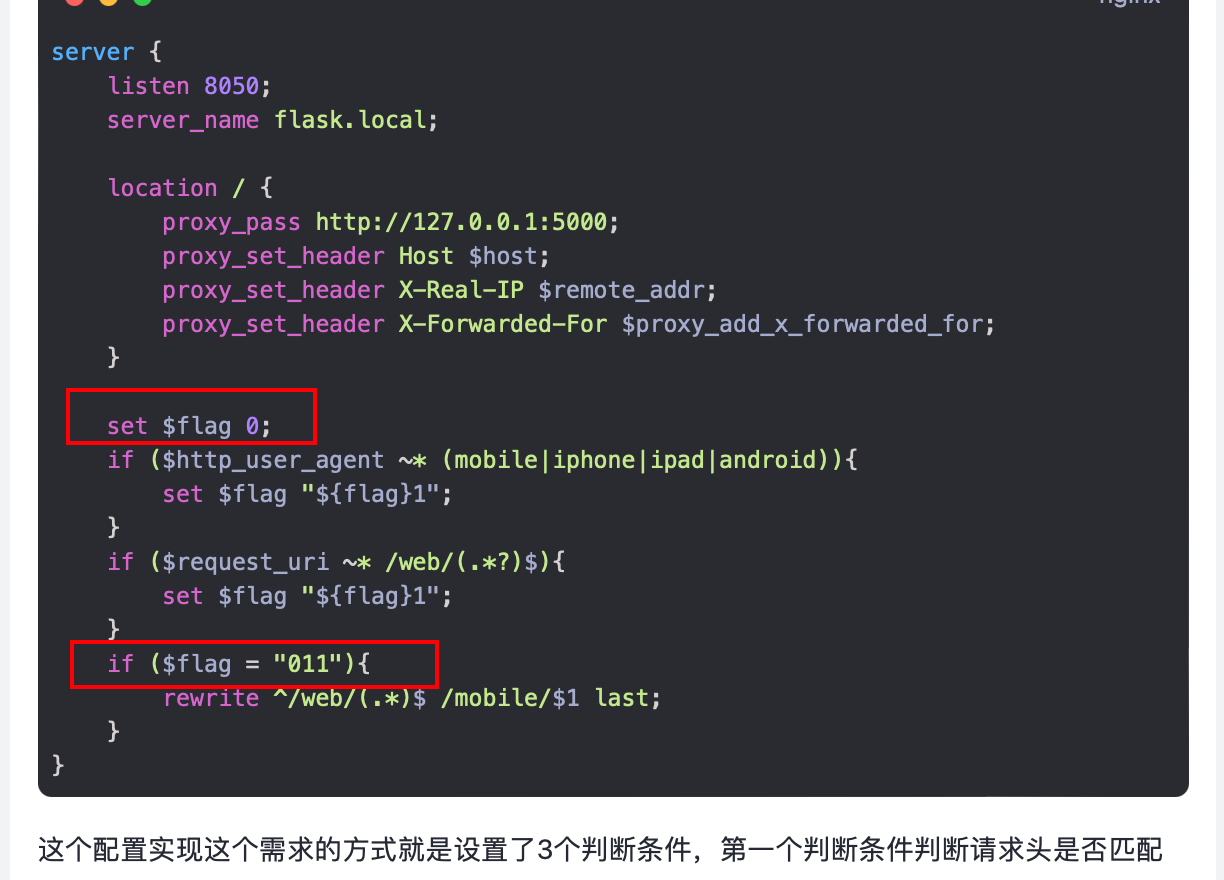 nginx
server {
    listen 8050;
    server_name flask.local;
    location / {
        proxy_pass http://127.0.0.1:5000;
        proxy_set_header Host $host;
        proxy_set_header X-Real-IP $remote_addr;
        proxy_set_header X-Forwarded-For $proxy_add_x_forwarded_for;
    }
    set $flag 0;
    if ($http_user_agent ~* (mobile|iphone|ipad|android)){
        set $flag "${flag}1";
    }
    if ($request_uri ~* /web/(.*?)$){
        set $flag "${flag}1";
    }
    if ($flag = "011"){
        rewrite ^/web/(.*)$ /mobile/$1 last;
    }
}
这个配置实现这个需求的方式就是设置了3个判断条件，第一个判断条件判断请求头是否匹配